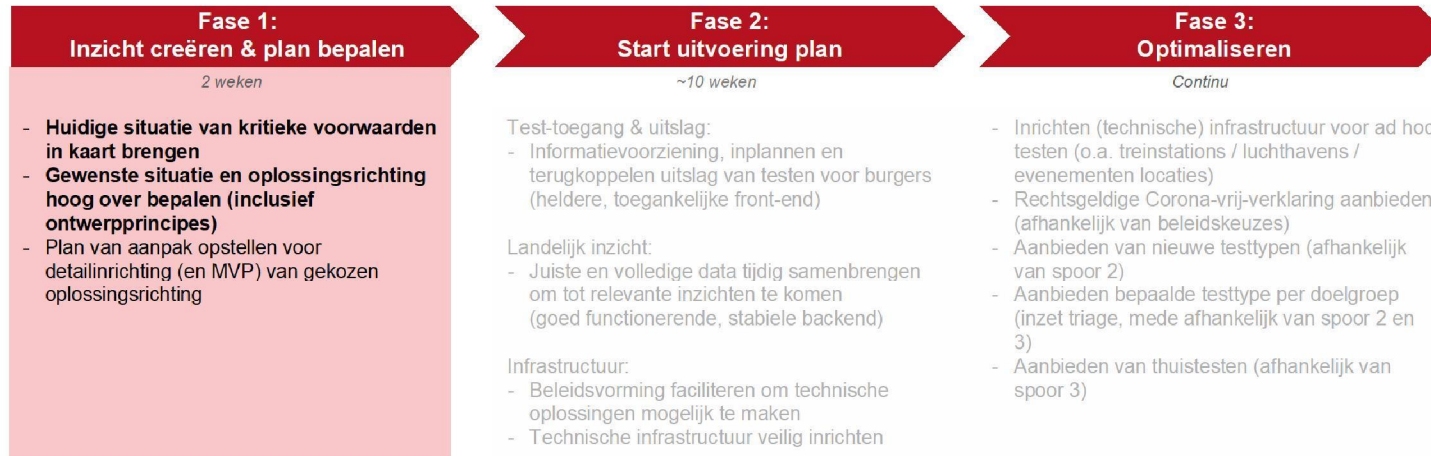 Fase 1:
Inzicht creëren & plan bepalen
2 weken
- Huidige situatie van kritieke voorwaarden
in kaart brengen
- Gewenste situatie en oplossingsrichting
hoog over bepalen (inclusief
ontwerpprincipes)
- Plan van aanpak opstellen voor
detailinrichting (en MVP) van gekozen
oplossingsrichting
Fase 2:
Start uitvoering plan
~10 weken
Test-toegang & uitslag:
- Informatievoorziening, inplannen en
terugkoppelen uitslag van testen voor burgers
(heldere, toegankelijke front-end)
Landelijk inzicht:
- Juiste en volledige data tijdig samenbrengen
om tot relevante inzichten te komen
(goed functionerende, stabiele backend)
Infrastructuur:
- Beleidsvorming faciliteren om technische
oplossingen mogelijk te maken
- Technische infrastructuur veilig inrichten
Fase 3:
Optimaliseren
Continu
- Inrichten (technische) infrastructuur voor ad hoc
testen (o.a. treinstations / luchthavens /
evenementen locaties)
- Rechtsgeldige Corona-vrij-verklaring aanbieden
(afhankelijk van beleidskeuzes)
- Aanbieden van nieuwe testtypen (afhankelijk
van spoor 2)
- Aanbieden bepaalde testtype per doelgroep
(inzet triage, mede afhankelijk van spoor 2 en
3)
- Aanbieden van thuistesten (afhankelijk van
spoor 3)